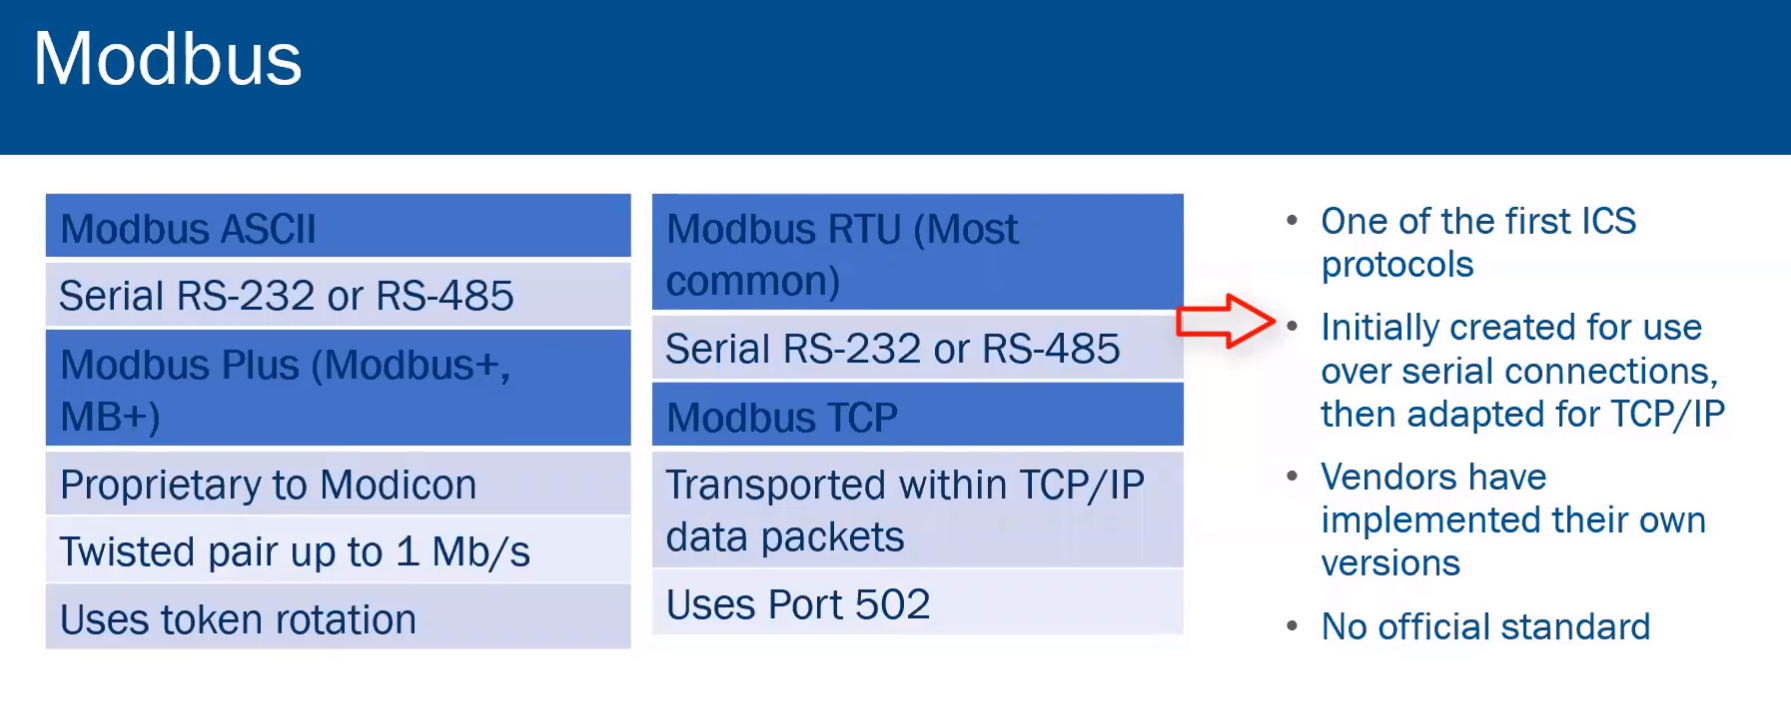 Modbus
Modbus ASCII
Serial RS-232 or RS-485
Modbus Plus (Modbus+,
MB+)
Proprietary to Modicon
Twisted pair up to 1 Mb/s
Uses token rotation
Modbus RTU (Most
common)
Serial RS-232 or RS-485
Modbus TCP
Transported within TCP/IP
data packets
Uses Port 502
• One of the first ICS
protocols
• Initially created for use
over serial connections,
then adapted for TCP/IP
• Vendors have
implemented their own
versions
• No official standard